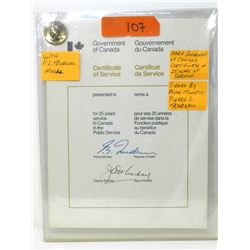 107
WITH
P.E. TRUDEAU
Government
of Canada
Gouvernement
du Canada
RARE GOVERNMENT
OF CANADA
CERTIFICATE OF
25 YEARS OF
SERVICE
SIGNED BY
PRIME MINISTER
PIERRE E.
TRUDEAU
Certificate
of Service
Certificat
de Service
presented to
remis à
for 25 years'
service to
Canada
in the
Public Service
pour ses 25 années
de service dans la
Fonction publique
au bénéfice
du Canada
Prime Minister
Premier ministre